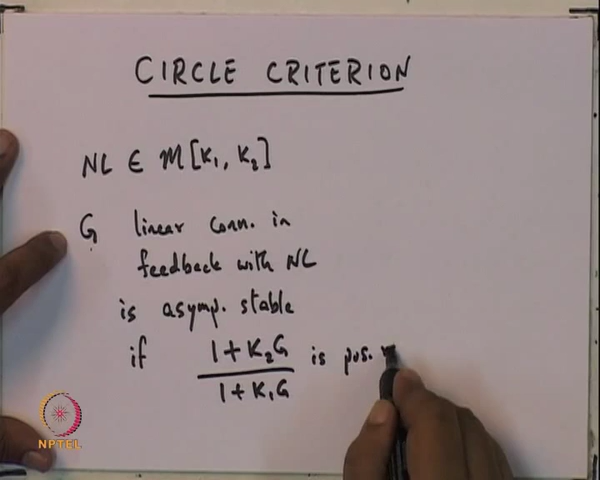 CIRCLE CRITERION
NL ∈ M[K₁, K₂]
G linear conn. in
feedback with NL
is asymp. stable
if 1+K₂G / 1+K₁G is pos.
NPTEL